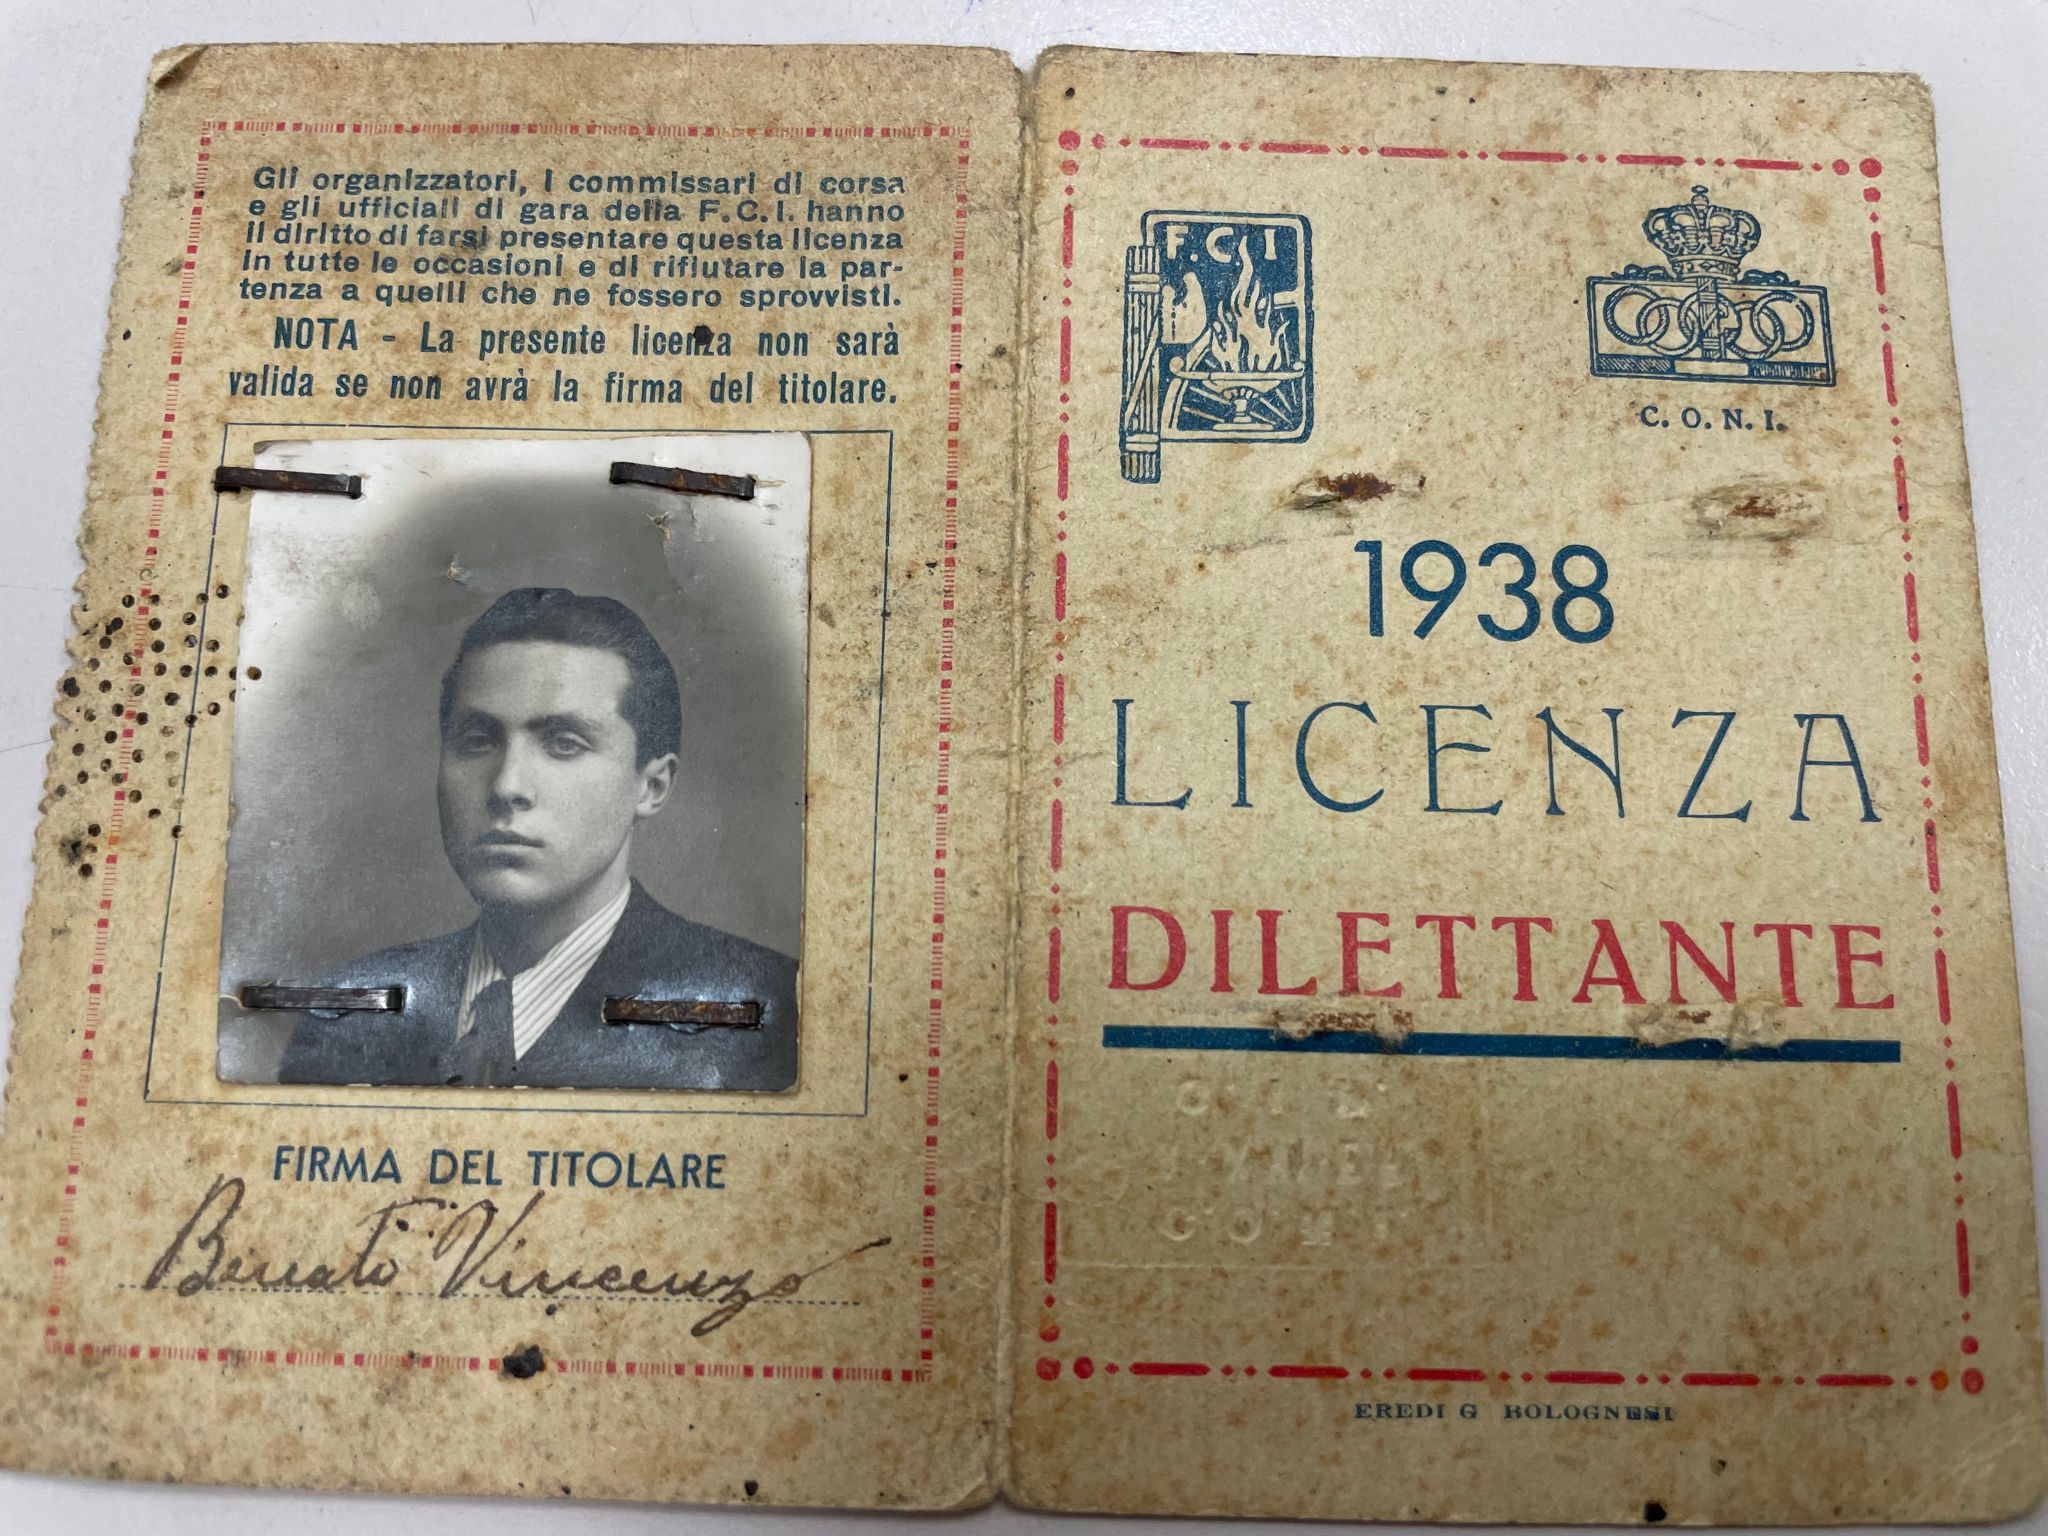 Gli organizzatori, i commissari di corsa
e gli ufficiali di gara della F.C.I. hanno
il diritto di farsi presentare questa licenza
in tutte le occasioni e di rifiutare la par-
tenza a quelli che ne fossero sprovvisti.
NOTA - La presente licenza non sarà
valida se non avrà la firma del titolare.
FIRMA DEL TITOLARE
Benato Vincenzo
F.C.I
C. O. N. I.
1938
LICENZA
DILETTANTE
EREDI G BOLOGNESI